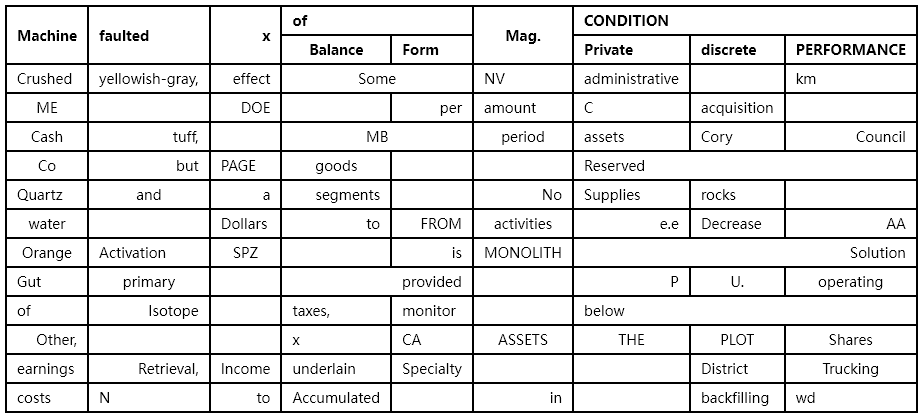 Machine faulted x of Mag. CONDITION
Balance Form Private discrete PERFORMANCE
Crushed yellowish-gray, effect Some NV administrative km
ME DOE per amount C acquisition
Cash tuff, MB period assets Cory Council
Co but PAGE goods Reserved
Quartz and a segments No Supplies rocks
water Dollars to FROM activities e.e Decrease AA
Orange Activation SPZ is MONOLITH Solution
Gut primary provided P U. operating
of Isotope taxes, monitor below
Other, x CA ASSETS THE PLOT Shares
earnings Retrieval, Income underlain Specialty District Trucking
costs N to Accumulated in backfilling wd